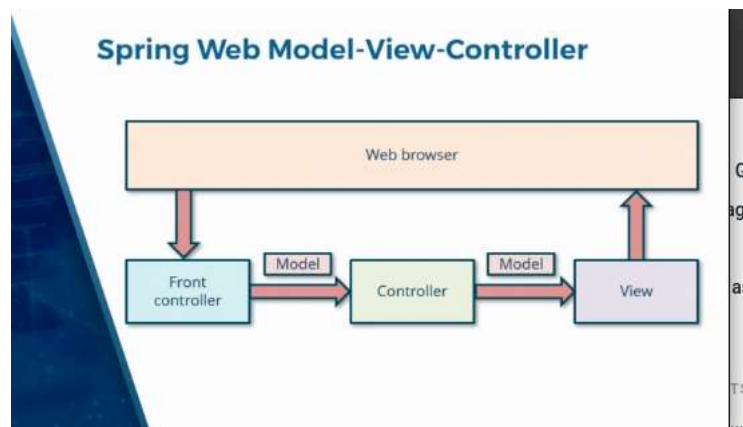 Spring Web Model-View-Controller
Web browser
Front
controller
Model
Controller
Model
View